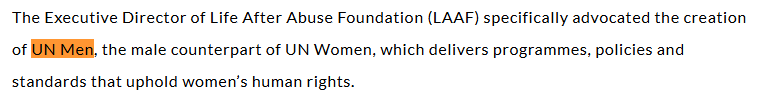 The Executive Director of Life After Abuse Foundation (LAAF) specifically advocated the creation
of UN Men, the male counterpart of UN Women, which delivers programmes, policies and
standards that uphold women’s human rights.